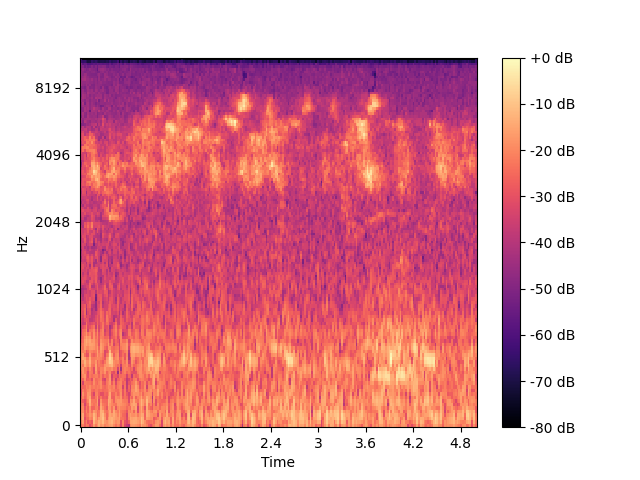 8192
4096
2048
1024
512
0
Hz
0 0.6 1.2 1.8 2.4 3 3.6 4.2 4.8
Time
+0 dB
-10 dB
-20 dB
-30 dB
-40 dB
-50 dB
-60 dB
-70 dB
-80 dB